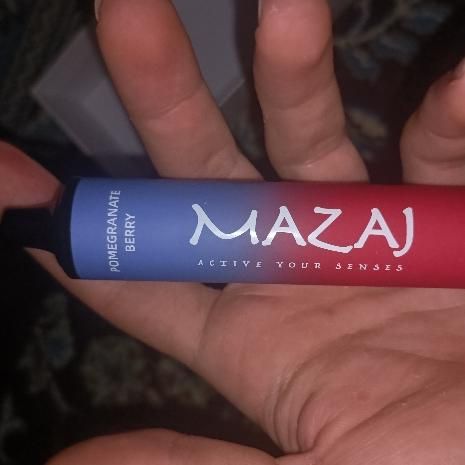 POMEGRANATE
BERRY
MAZAJ
ACTIVE YOUR SENSES